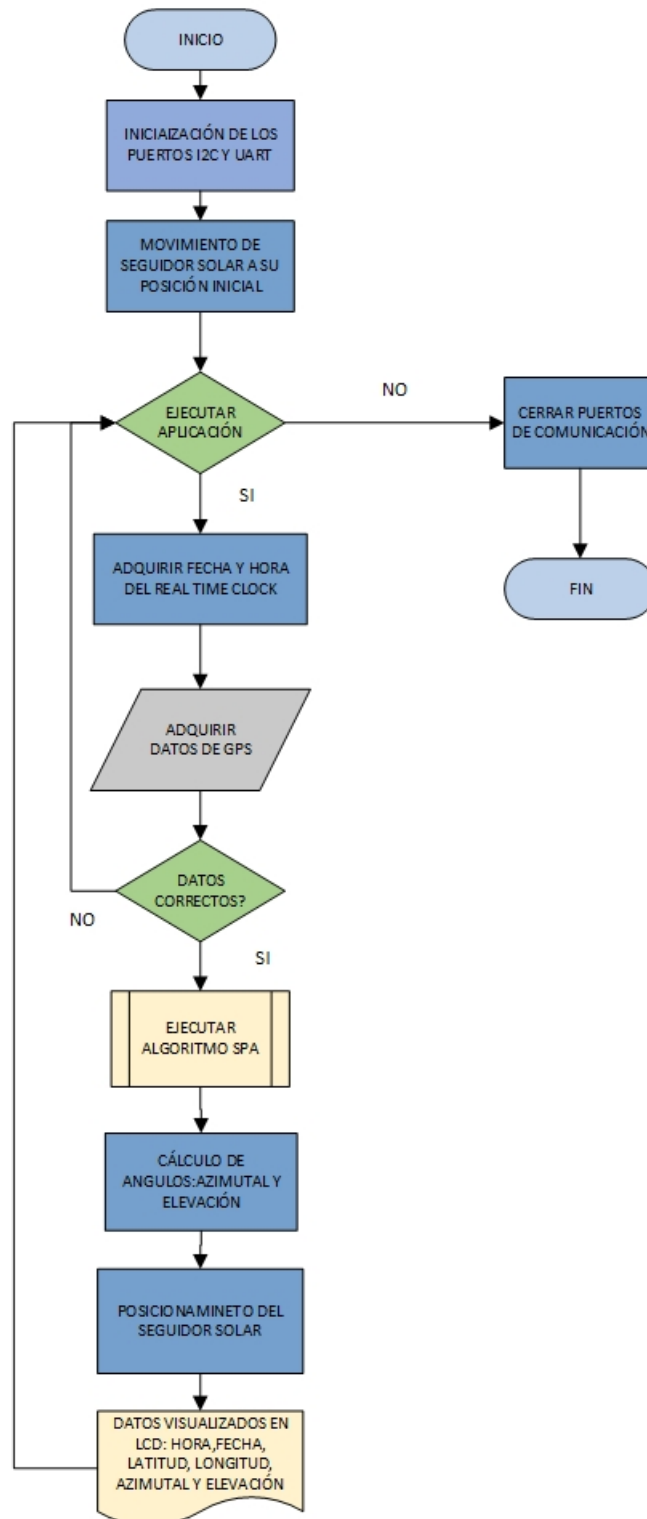 INICIO
INICIAIZACIÓN DE LOS
PUERTOS I2C Y UART
MOVIMIENTO DE
SEGUIDOR SOLAR A SU
POSICIÓN INICIAL
EJECUTAR
APLICACIÓN
NO
CERRAR PUERTOS
DE COMUNICACIÓN
SI
ADQUIRIR FECHA Y HORA
DEL REAL TIME CLOCK
FIN
ADQUIRIR
DATOS DE GPS
DATOS
CORRECTOS?
NO
SI
EJECUTAR
ALGORITMO SPA
CÁLCULO DE
ANGULOS:AZIMUTAL Y
ELEVACIÓN
POSICIONAMINETO DEL
SEGUIDOR SOLAR
DATOS VISUALIZADOS EN
LCD: HORA,FECHA,
LATITUD, LONGITUD,
AZIMUTAL Y ELEVACIÓN